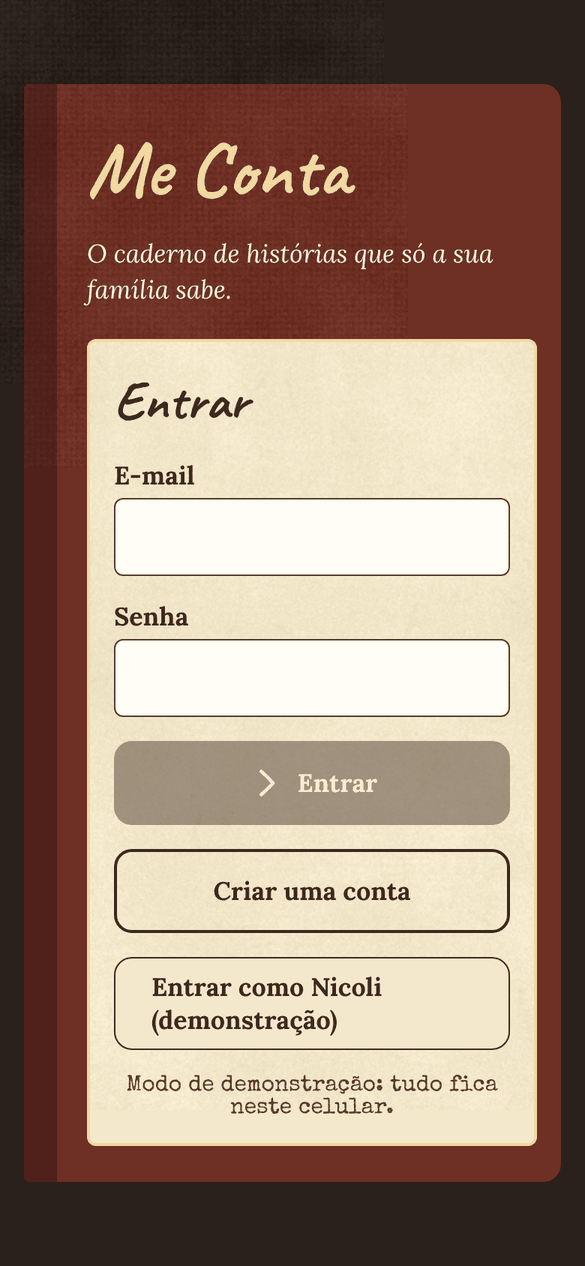 Me Conta
O caderno de histórias que só a sua
família sabe.
Entrar
E-mail
Senha
Entrar
Criar uma conta
Entrar como Nicoli
(demonstração)
Modo de demonstração: tudo fica
neste celular.